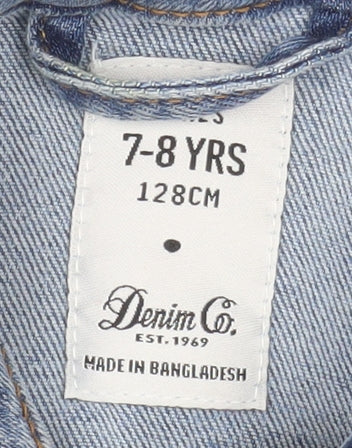 7-8 YRS
128CM
Denim Co.
EST. 1969
MADE IN BANGLADESH